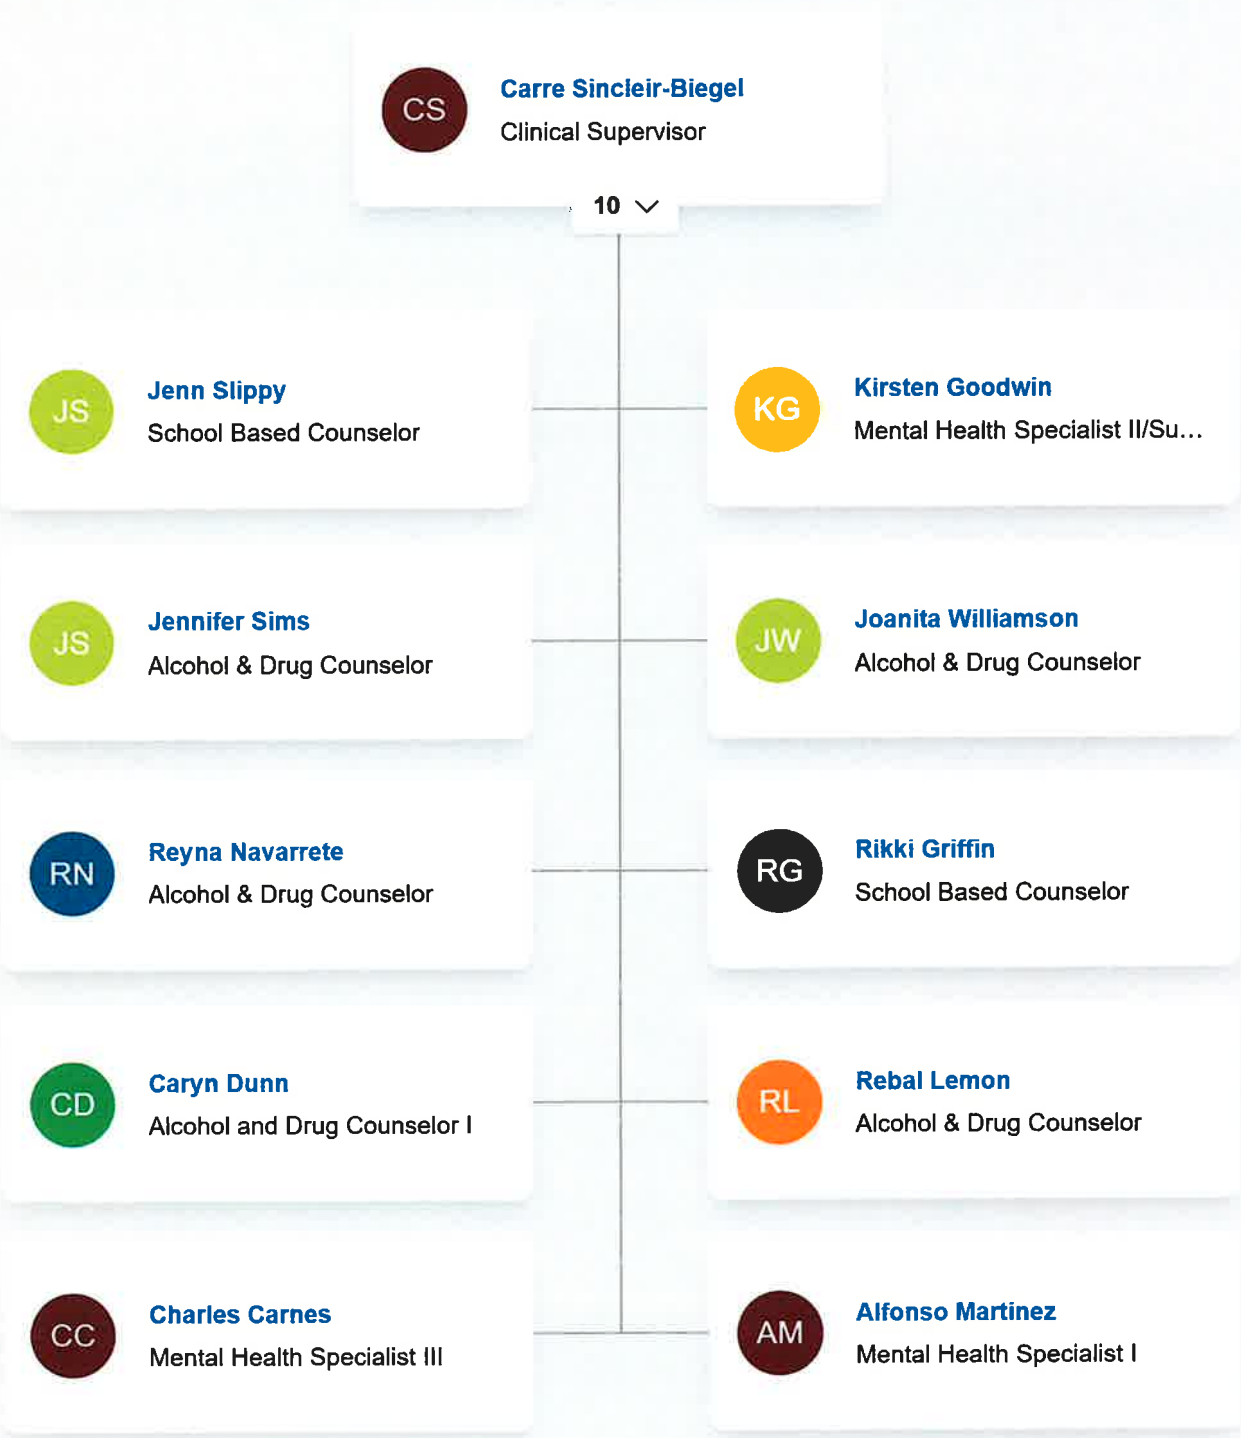 CS
Carre Sincleir-Biegel
Clinical Supervisor
10
JS
Jenn Slippy
School Based Counselor
KG
Kirsten Goodwin
Mental Health Specialist II/Su...
JS
Jennifer Sims
Alcohol & Drug Counselor
JW
Joanita Williamson
Alcohol & Drug Counselor
RN
Reyna Navarrete
Alcohol & Drug Counselor
RG
Rikki Griffin
School Based Counselor
CD
Caryn Dunn
Alcohol and Drug Counselor I
RL
Rebal Lemon
Alcohol & Drug Counselor
CC
Charles Carnes
Mental Health Specialist III
AM
Alfonso Martinez
Mental Health Specialist I